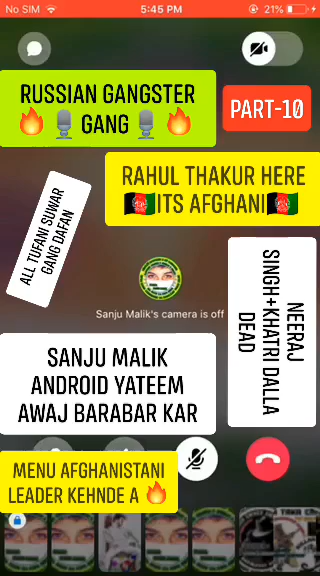 No SIM
5:45 PM
21%
RUSSIAN GANGSTER
🔥🎙️GANG🎙️🔥
PART-10
RAHUL THAKUR HERE
🇦🇫ITS AFGHANI🇦🇫
ALL TUFANI SUWAR
GANG DAFAN
NEERAJ
SINGH+KHATRI DALLA
DEAD
Sanju Malik's camera is off
SANJU MALIK
ANDROID YATEEM
AWAJ BARABAR KAR
MENU AFGHANISTANI
LEADER KEHNDE A 🔥